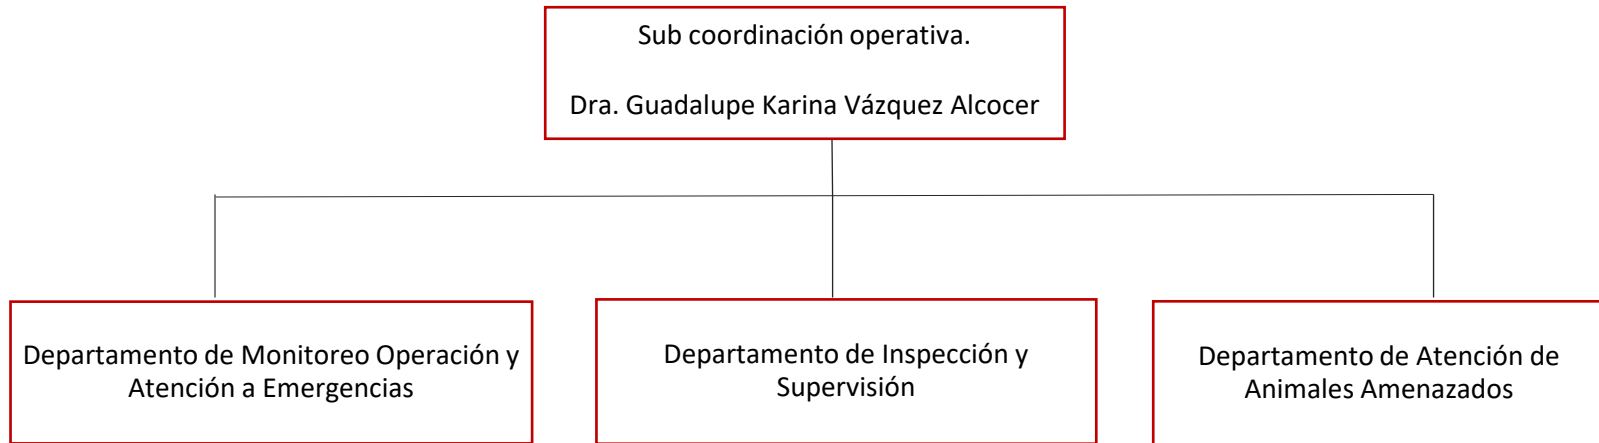 Sub coordinación operativa.
Dra. Guadalupe Karina Vázquez Alcocer
Departamento de Monitoreo Operación y
Atención a Emergencias
Departamento de Inspección y
Supervisión
Departamento de Atención de
Animales Amenazados